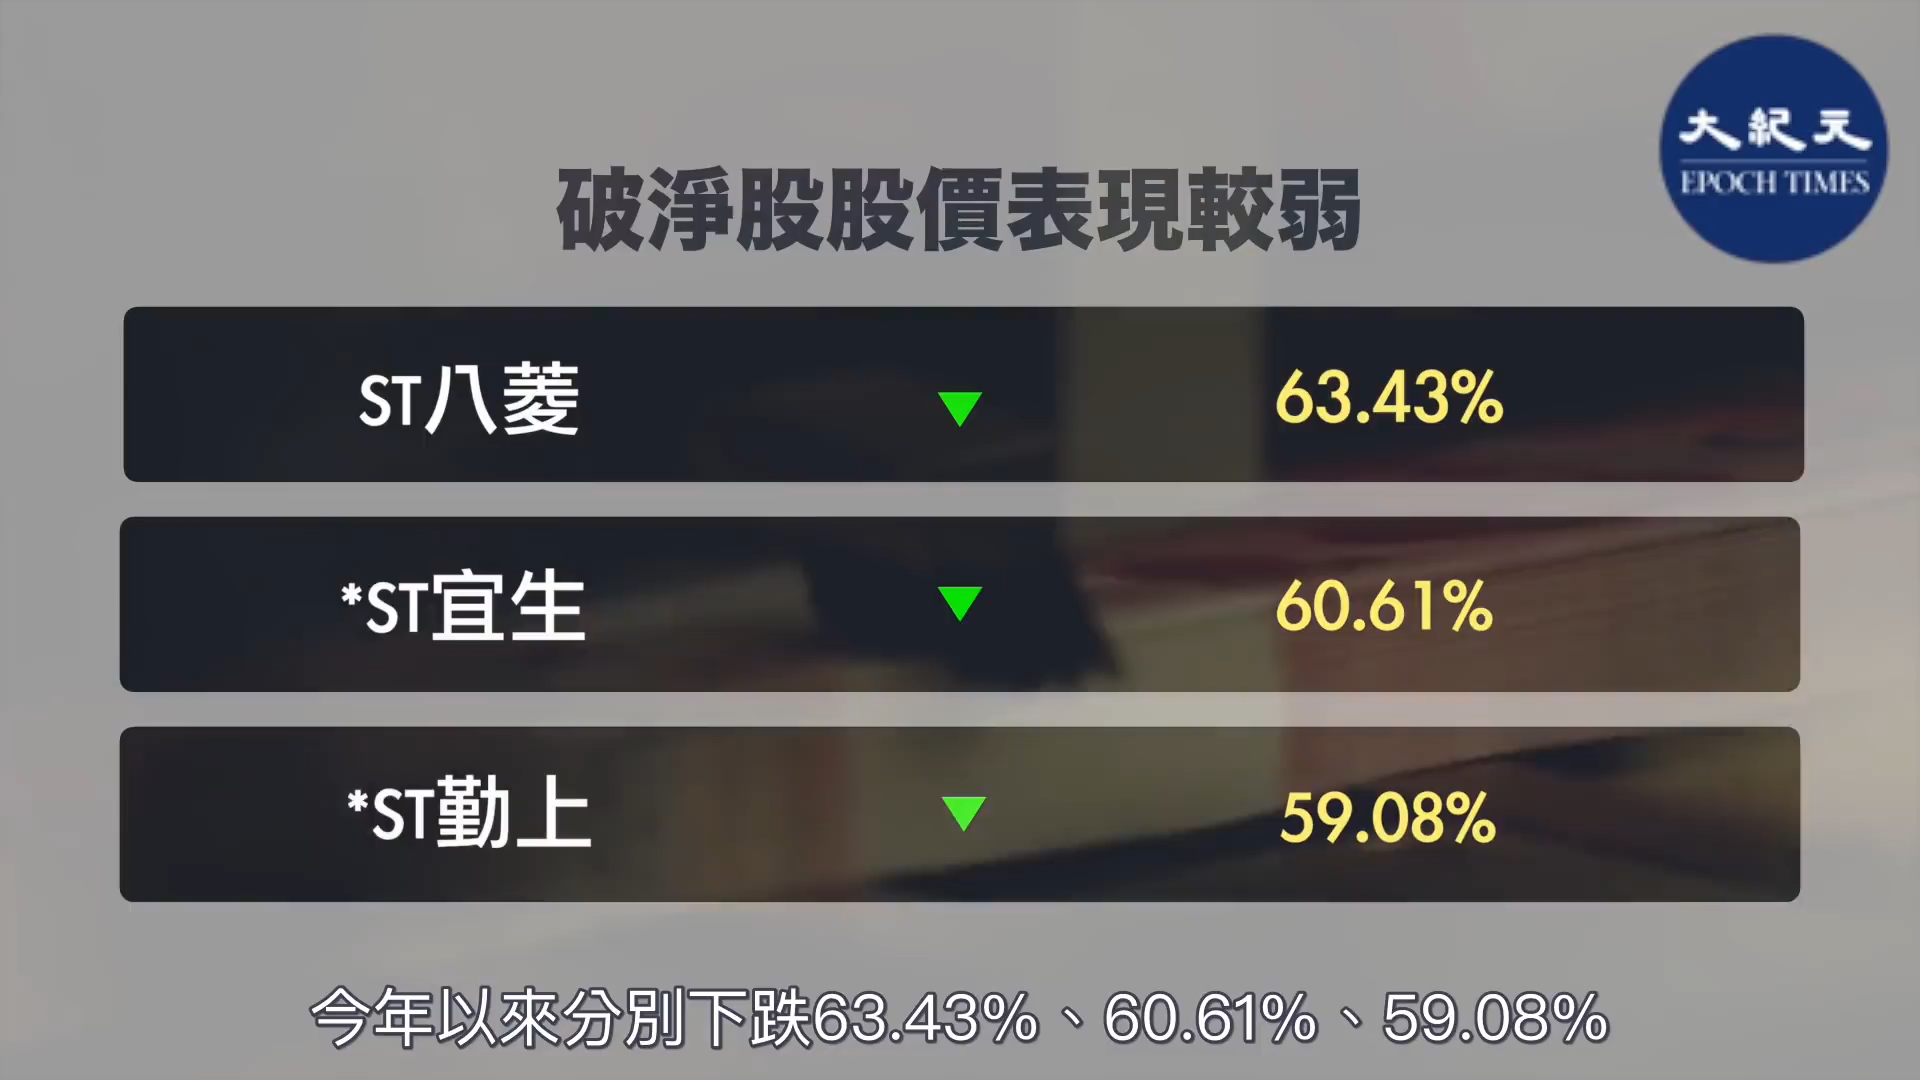 大紀元
EPOCH TIMES
破淨股股價表現較弱
ST八菱 ▼ 63.43%
*ST宜生 ▼ 60.61%
*ST勤上 ▼ 59.08%
今年以來分別下跌63.43%、60.61%、59.08%